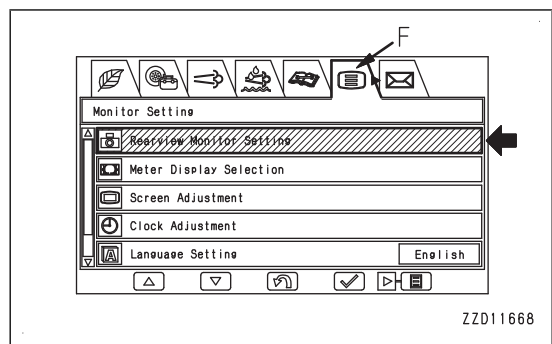 F
Monitor Setting
Rearview Monitor Setting
Meter Display Selection
Screen Adjustment
Clock Adjustment
A Language Setting English
ZZD11668